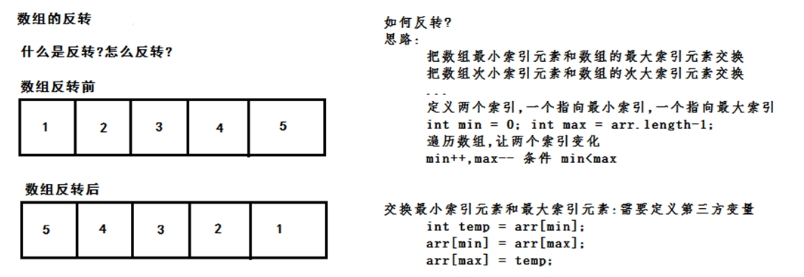 数组的反转
什么是反转?怎么反转?
数组反转前
1 2 3 4 5
数组反转后
5 4 3 2 1
如何反转?
思路:
把数组最小索引元素和数组的最大索引元素交换
把数组次小索引元素和数组的次大索引元素交换
...
定义两个索引,一个指向最小索引,一个指向最大索引
int min = 0; int max = arr.length-1;
遍历数组,让两个索引变化
min++,max-- 条件 min<max
交换最小索引元素和最大索引元素:需要定义第三方变量
int temp = arr[min];
arr[min] = arr[max];
arr[max] = temp;